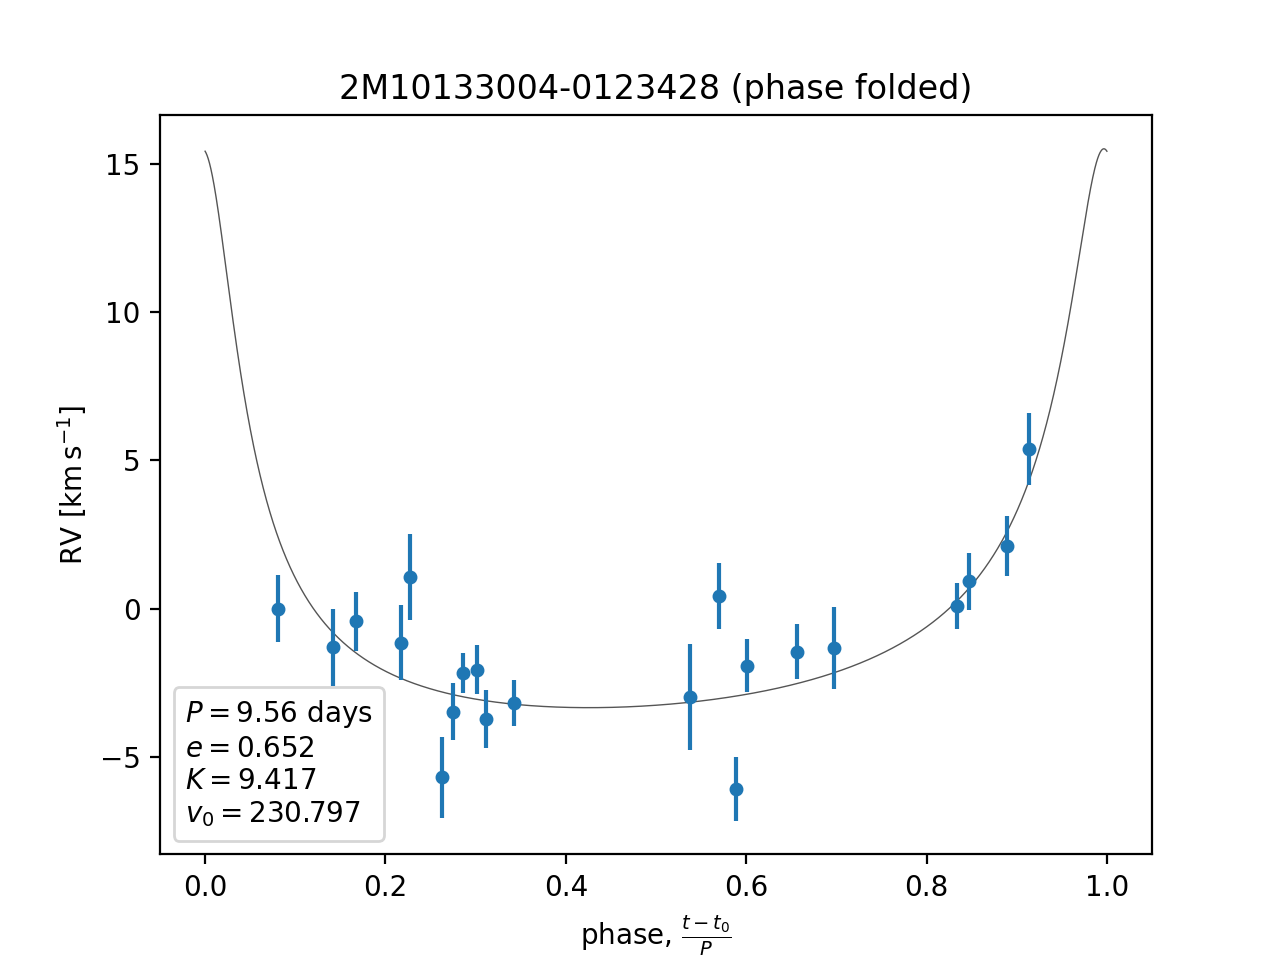 2M10133004-0123428 (phase folded)
RV [km s⁻¹]
15
10
5
0
−5
P = 9.56 days
e = 0.652
K = 9.417
v₀ = 230.797
0.0 0.2 0.4 0.6 0.8 1.0
phase, (t − t₀)/P